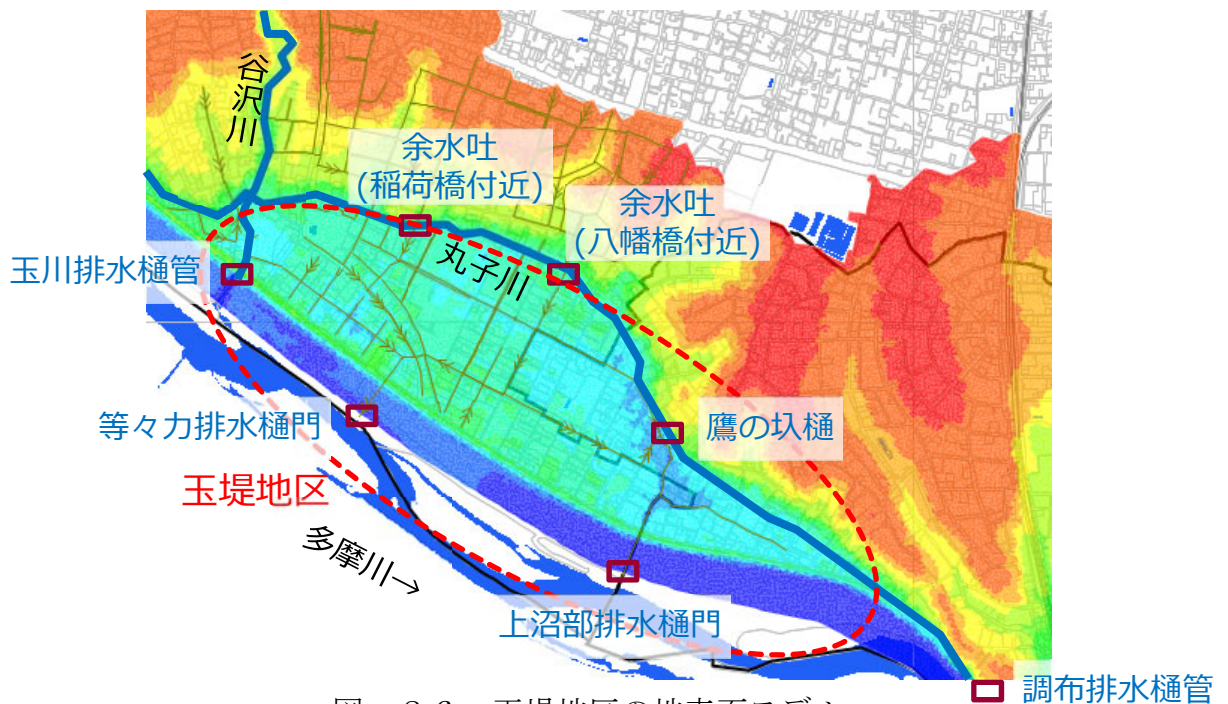 谷沢川
余水吐
(稲荷橋付近)
余水吐
(八幡橋付近)
丸子川
玉川排水樋管
等々力排水樋門
鷹の圦樋
玉堤地区
多摩川→
上沼部排水樋門
調布排水樋管